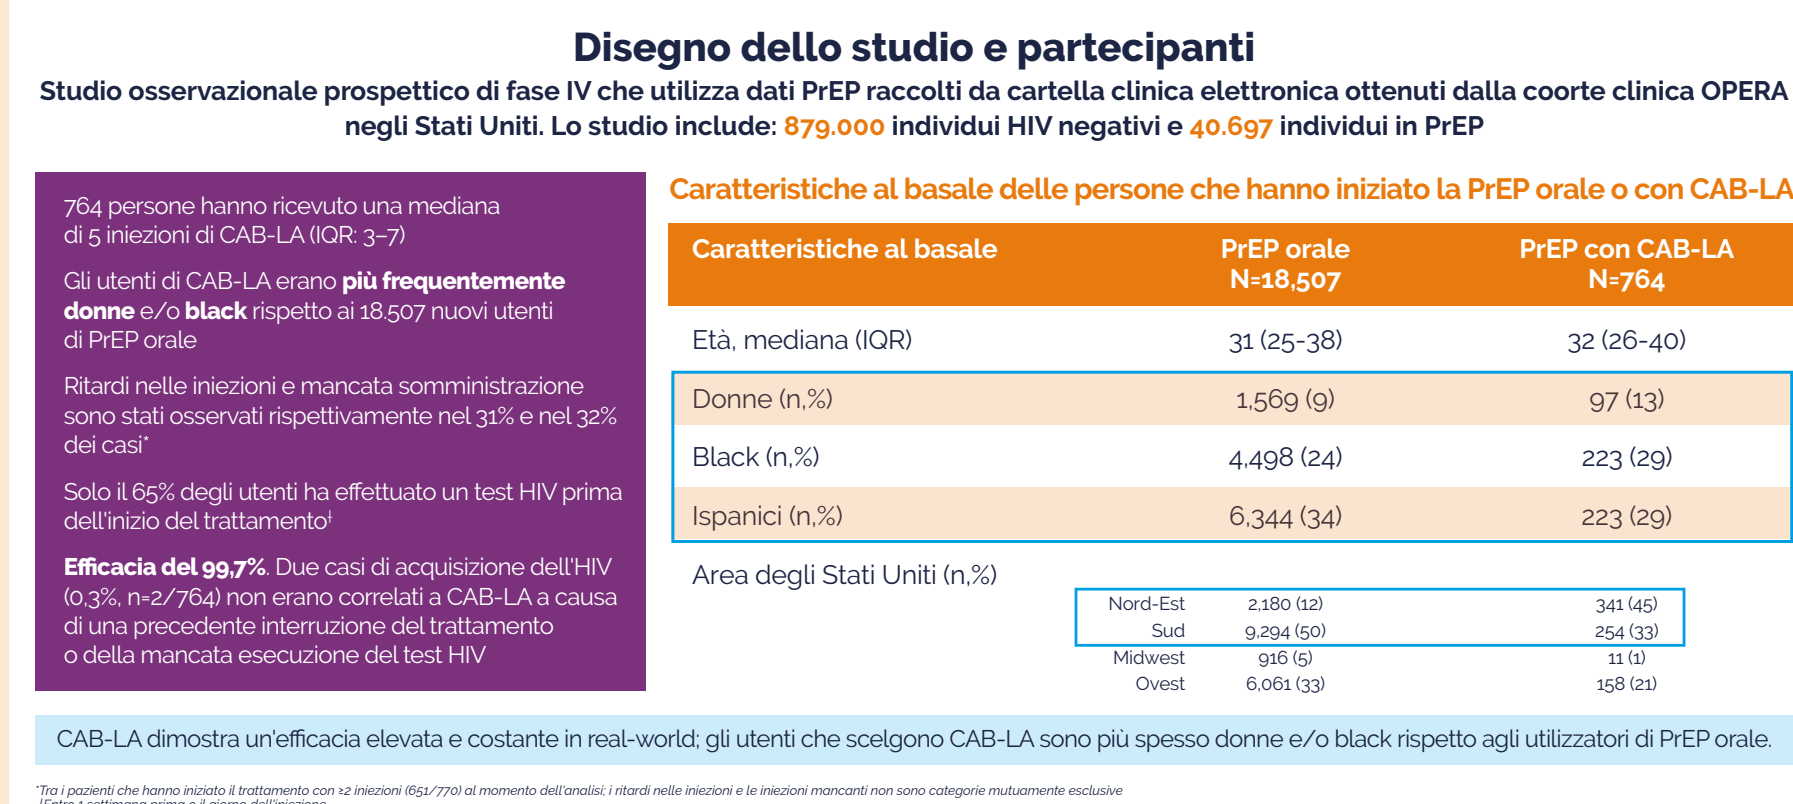 Disegno dello studio e partecipanti
Studio osservazionale prospettico di fase IV che utilizza dati PrEP raccolti da cartella clinica elettronica ottenuti dalla coorte clinica OPERA
negli Stati Uniti. Lo studio include: 879.000 individui HIV negativi e 40.697 individui in PrEP
764 persone hanno ricevuto una mediana
di 5 iniezioni di CAB-LA (IQR: 3–7)
Gli utenti di CAB-LA erano più frequentemente
donne e/o black rispetto ai 18.507 nuovi utenti
di PrEP orale
Ritardi nelle iniezioni e mancata somministrazione
sono stati osservati rispettivamente nel 31% e nel 32%
dei casi*
Solo il 65% degli utenti ha effettuato un test HIV prima
dell'inizio del trattamento†
Efficacia del 99,7%. Due casi di acquisizione dell'HIV
(0,3%, n=2/764) non erano correlati a CAB-LA a causa
di una precedente interruzione del trattamento
o della mancata esecuzione del test HIV
Caratteristiche al basale delle persone che hanno iniziato la PrEP orale o con CAB-LA
Caratteristiche al basale PrEP orale PrEP con CAB-LA
N=18,507 N=764
Età, mediana (IQR) 31 (25-38) 32 (26-40)
Donne (n,%) 1,569 (9) 97 (13)
Black (n,%) 4,498 (24) 223 (29)
Ispanici (n,%) 6,344 (34) 223 (29)
Area degli Stati Uniti (n,%)
Nord-Est 2,180 (12) 341 (45)
Sud 9,294 (50) 254 (33)
Midwest 916 (5) 11 (1)
Ovest 6,061 (33) 158 (21)
CAB-LA dimostra un'efficacia elevata e costante in real-world; gli utenti che scelgono CAB-LA sono più spesso donne e/o black rispetto agli utilizzatori di PrEP orale.
*Tra i pazienti che hanno iniziato il trattamento con ≥2 iniezioni (651/770) al momento dell'analisi; i ritardi nelle iniezioni e le iniezioni mancanti non sono categorie mutuamente esclusive
†Entro 1 settimana prima o il giorno dell'iniezione